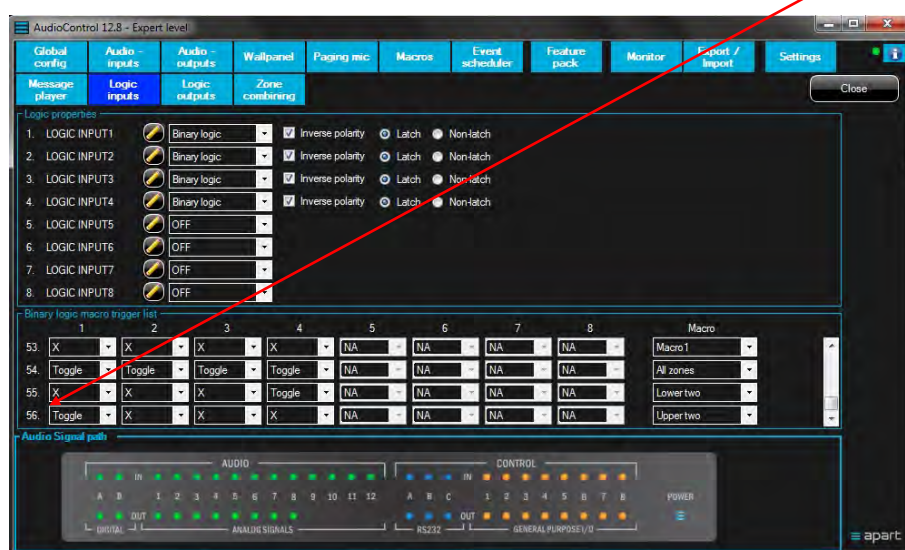 AudioControl 12.8 - Expert level
Global config Audio - inputs Audio - outputs Wallpanel Paging mic Macros Event scheduler Feature pack Monitor Export / Import Settings
Message player Logic inputs Logic outputs Zone combining Close
Logic properties
1. LOGIC INPUT1 Binary logic Inverse polarity Latch Non-latch
2. LOGIC INPUT2 Binary logic Inverse polarity Latch Non-latch
3. LOGIC INPUT3 Binary logic Inverse polarity Latch Non-latch
4. LOGIC INPUT4 Binary logic Inverse polarity Latch Non-latch
5. LOGIC INPUT5 OFF
6. LOGIC INPUT6 OFF
7. LOGIC INPUT7 OFF
8. LOGIC INPUT8 OFF
Binary logic macro trigger list
1 2 3 4 5 6 7 8 Macro
53. X X X X NA NA NA NA Macro1
54. Toggle Toggle Toggle Toggle NA NA NA NA All zones
55. X X X Toggle NA NA NA NA Lower two
56. Toggle X X X NA NA NA NA Upper two
Audio Signal path
AUDIO CONTROL
IN IN
A B 1 2 3 4 5 6 7 8 9 10 11 12 A B C 1 2 3 4 5 6 7 8 POWER
OUT OUT
DIGITAL ANALOG SIGNALS RS232 GENERAL PURPOSE I/O
apart